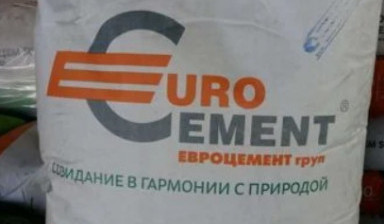 EURO
CEMENT®
ЕВРОЦЕМЕНТ груп
СОЗИДАНИЕ В ГАРМОНИИ С ПРИРОДОЙ